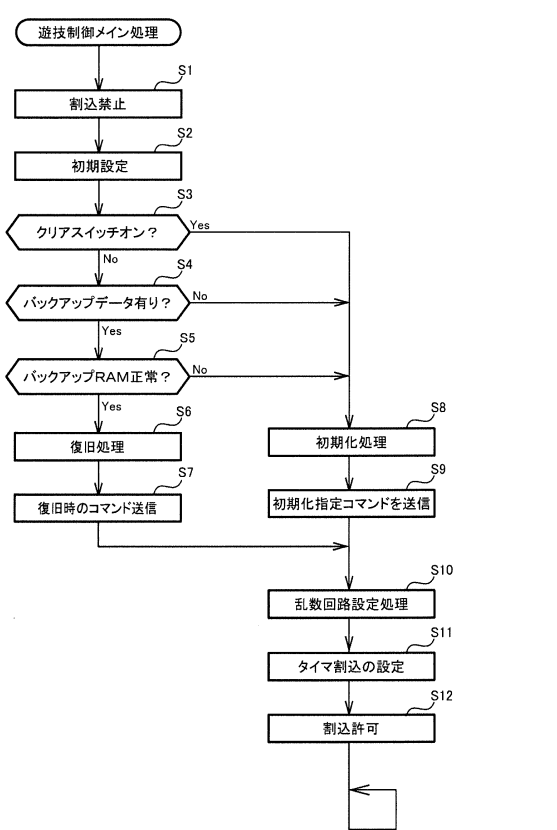 遊技制御メイン処理
S1
割込禁止
S2
初期設定
S3
クリアスイッチオン？
Yes
No
S4
バックアップデータ有り？
No
Yes
S5
バックアップRAM正常？
No
Yes
S6
復旧処理
S7
復旧時のコマンド送信
S8
初期化処理
S9
初期化指定コマンドを送信
S10
乱数回路設定処理
S11
タイマ割込の設定
S12
割込許可